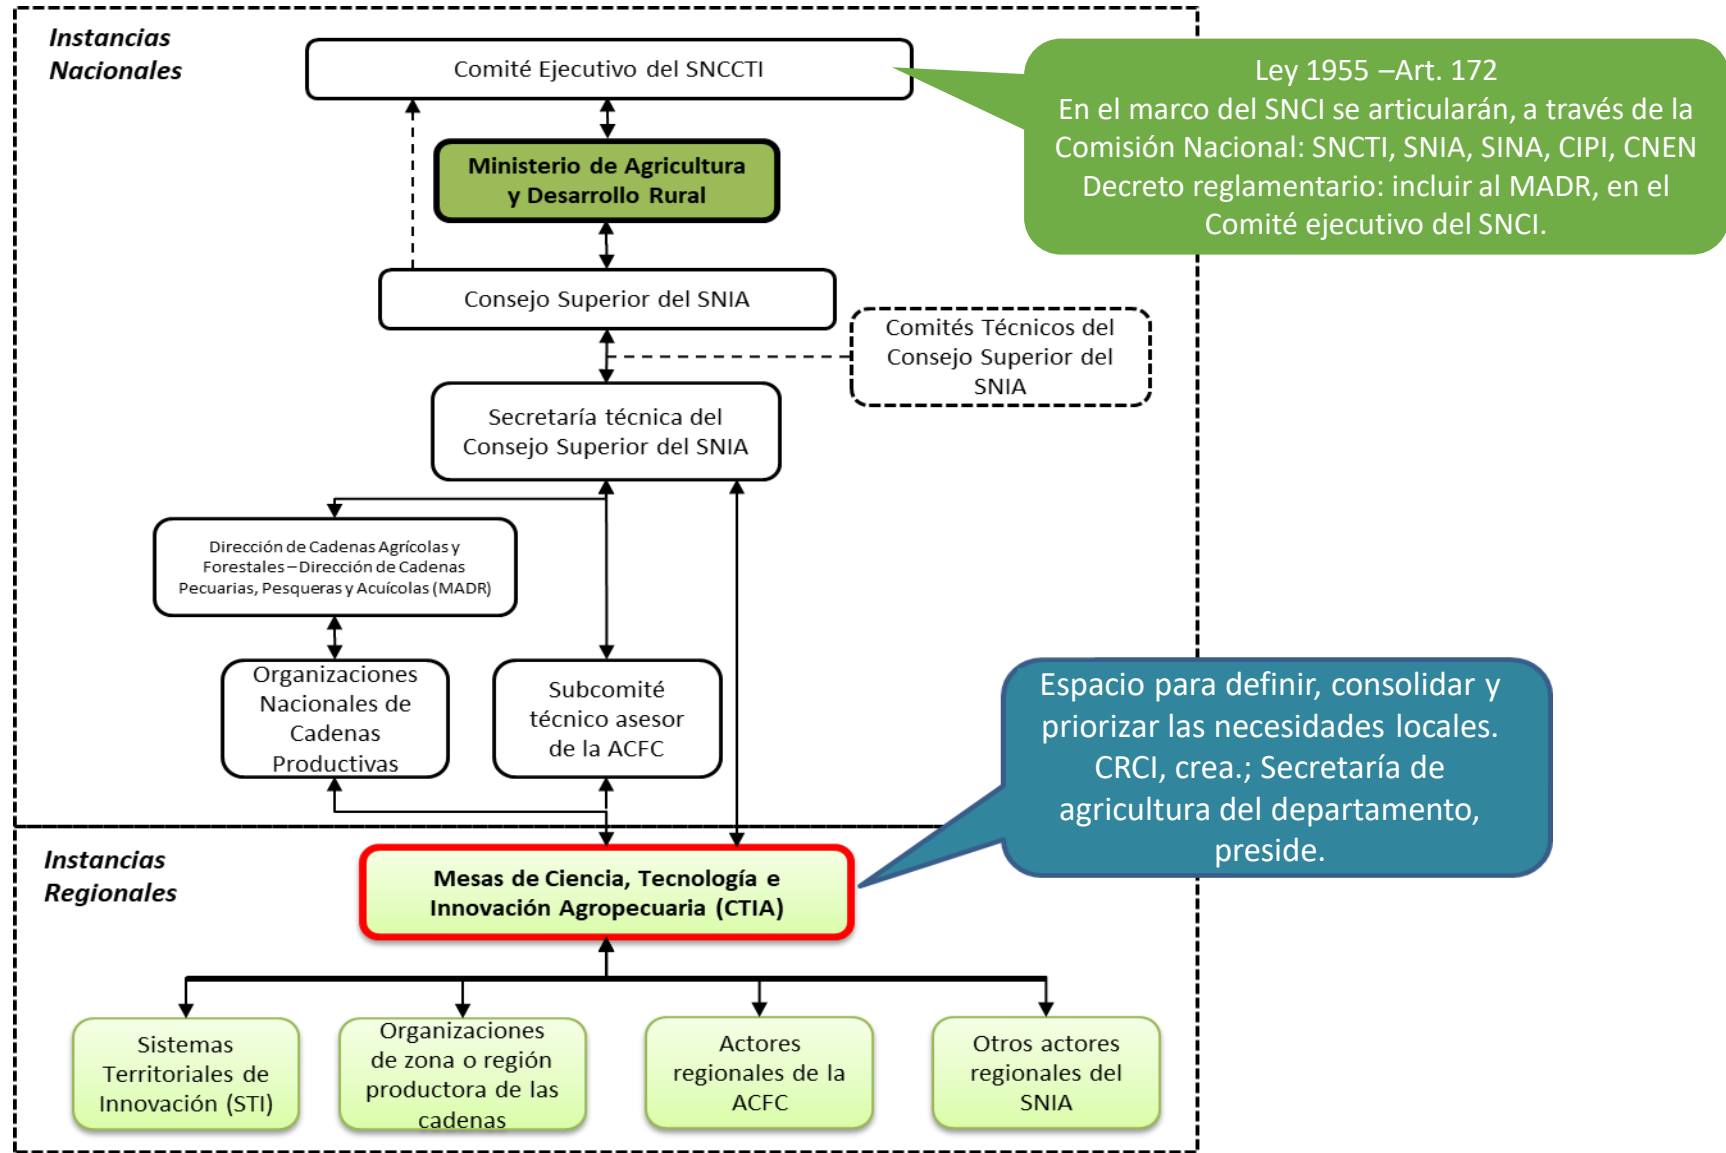 Instancias
Nacionales
Comité Ejecutivo del SNCCTI
Ley 1955 –Art. 172
En el marco del SNCI se articularán, a través de la
Comisión Nacional: SNCTI, SNIA, SINA, CIPI, CNEN
Decreto reglamentario: incluir al MADR, en el
Comité ejecutivo del SNCI.
Ministerio de Agricultura
y Desarrollo Rural
Consejo Superior del SNIA
Comités Técnicos del
Consejo Superior del
SNIA
Secretaría técnica del
Consejo Superior del SNIA
Dirección de Cadenas Agrícolas y
Forestales – Dirección de Cadenas
Pecuarias, Pesqueras y Acuícolas (MADR)
Organizaciones
Nacionales de
Cadenas
Productivas
Subcomité
técnico asesor
de la ACFC
Espacio para definir, consolidar y
priorizar las necesidades locales.
CRCI, crea.; Secretaría de
agricultura del departamento,
preside.
Instancias
Regionales
Mesas de Ciencia, Tecnología e
Innovación Agropecuaria (CTIA)
Sistemas
Territoriales de
Innovación (STI)
Organizaciones
de zona o región
productora de las
cadenas
Actores
regionales de la
ACFC
Otros actores
regionales del
SNIA